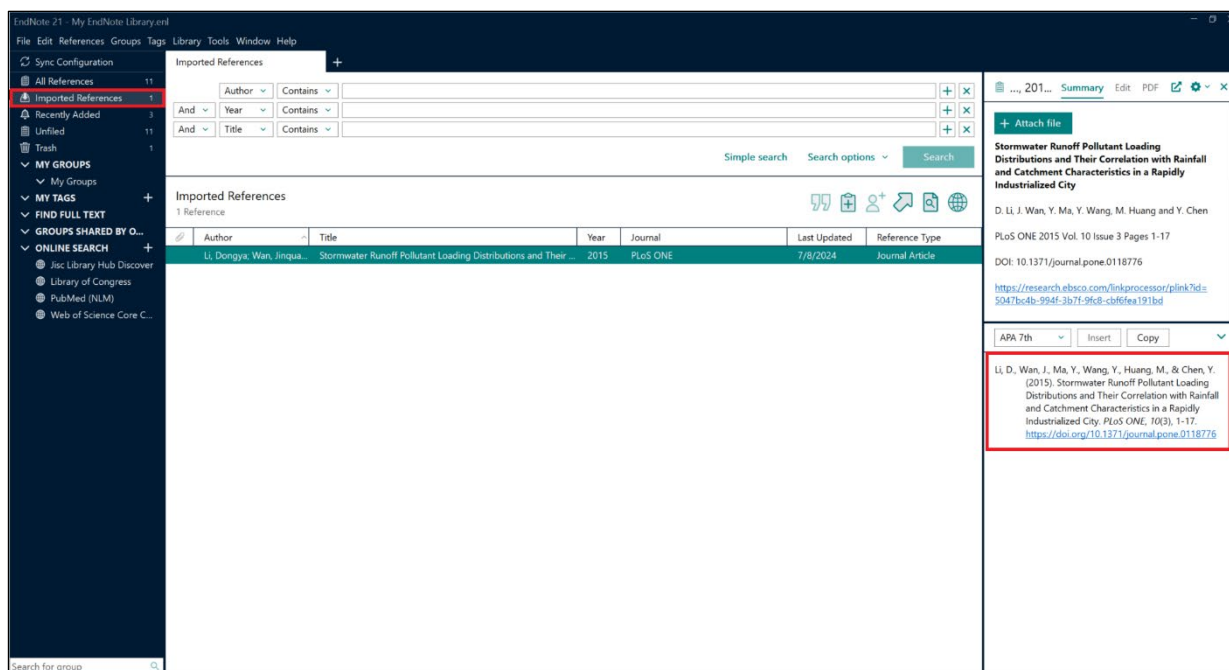 EndNote 21 - My EndNote Library.enl
File Edit References Groups Tags Library Tools Window Help
Sync Configuration
All References 11
Imported References 1
Recently Added 3
Unfiled 11
Trash 1
MY GROUPS
My Groups
MY TAGS
FIND FULL TEXT
GROUPS SHARED BY O...
ONLINE SEARCH
Jisc Library Hub Discover
Library of Congress
PubMed (NLM)
Web of Science Core C...
Search for group
Imported References
Author Contains
And Year Contains
And Title Contains
Simple search Search options Search
Imported References
1 Reference
Author Title Year Journal Last Updated Reference Type
Li, Dongya; Wan, Jinqua... Stormwater Runoff Pollutant Loading Distributions and Their ... 2015 PLoS ONE 7/8/2024 Journal Article
..., 201... Summary Edit PDF
+ Attach file
Stormwater Runoff Pollutant Loading
Distributions and Their Correlation with Rainfall
and Catchment Characteristics in a Rapidly
Industrialized City
D. Li, J. Wan, Y. Ma, Y. Wang, M. Huang and Y. Chen
PLoS ONE 2015 Vol. 10 Issue 3 Pages 1-17
DOI: 10.1371/journal.pone.0118776
https://research.ebsco.com/linkprocessor/plink?id=
5047bc4b-994f-3b7f-9fc8-cbf6fea191bd
APA 7th Insert Copy
Li, D., Wan, J., Ma, Y., Wang, Y., Huang, M., & Chen, Y.
(2015). Stormwater Runoff Pollutant Loading
Distributions and Their Correlation with Rainfall
and Catchment Characteristics in a Rapidly
Industrialized City. PLoS ONE, 10(3), 1-17.
https://doi.org/10.1371/journal.pone.0118776